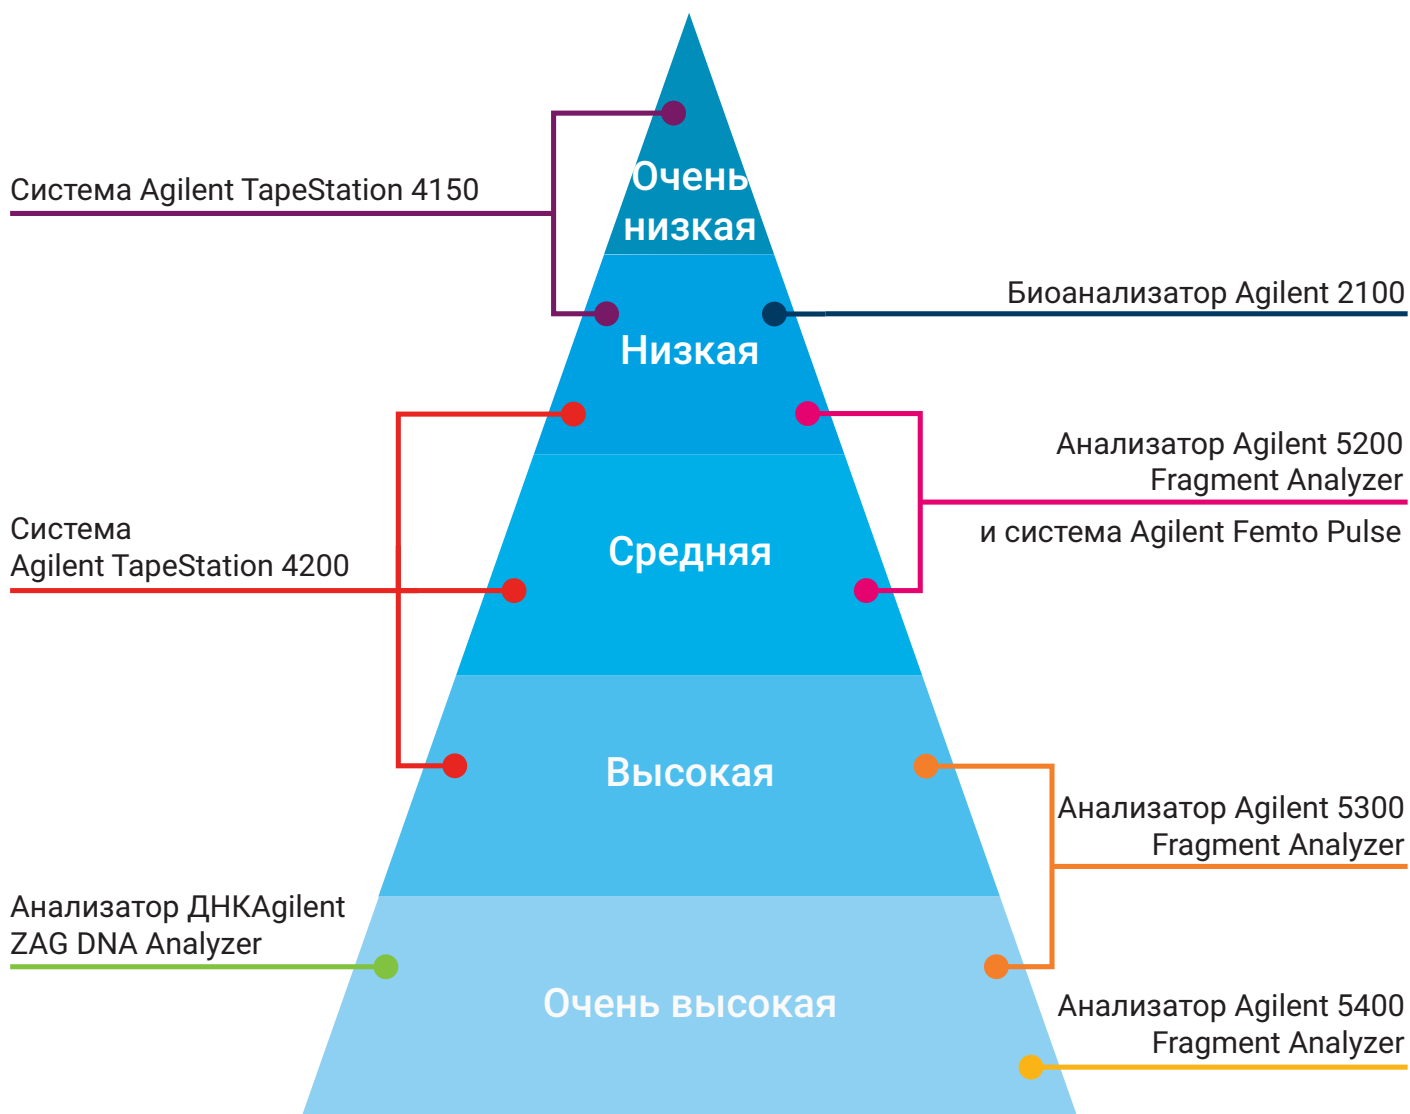 Очень
низкая
Система Agilent TapeStation 4150
Биоанализатор Agilent 2100
Низкая
Анализатор Agilent 5200
Fragment Analyzer
и система Agilent Femto Pulse
Система
Agilent TapeStation 4200
Средняя
Высокая
Анализатор Agilent 5300
Fragment Analyzer
Анализатор ДНКAgilent
ZAG DNA Analyzer
Очень высокая
Анализатор Agilent 5400
Fragment Analyzer